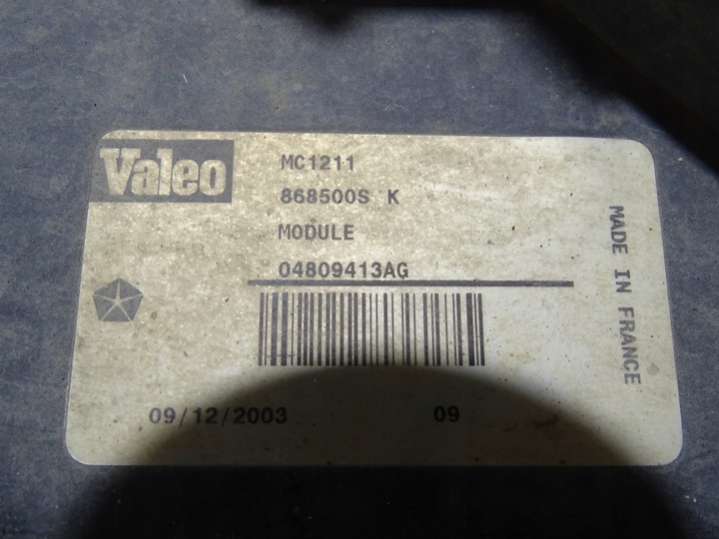 Valeo
MC1211
868500S K
MODULE
04809413AG
MADE IN FRANCE
09/12/2003
09